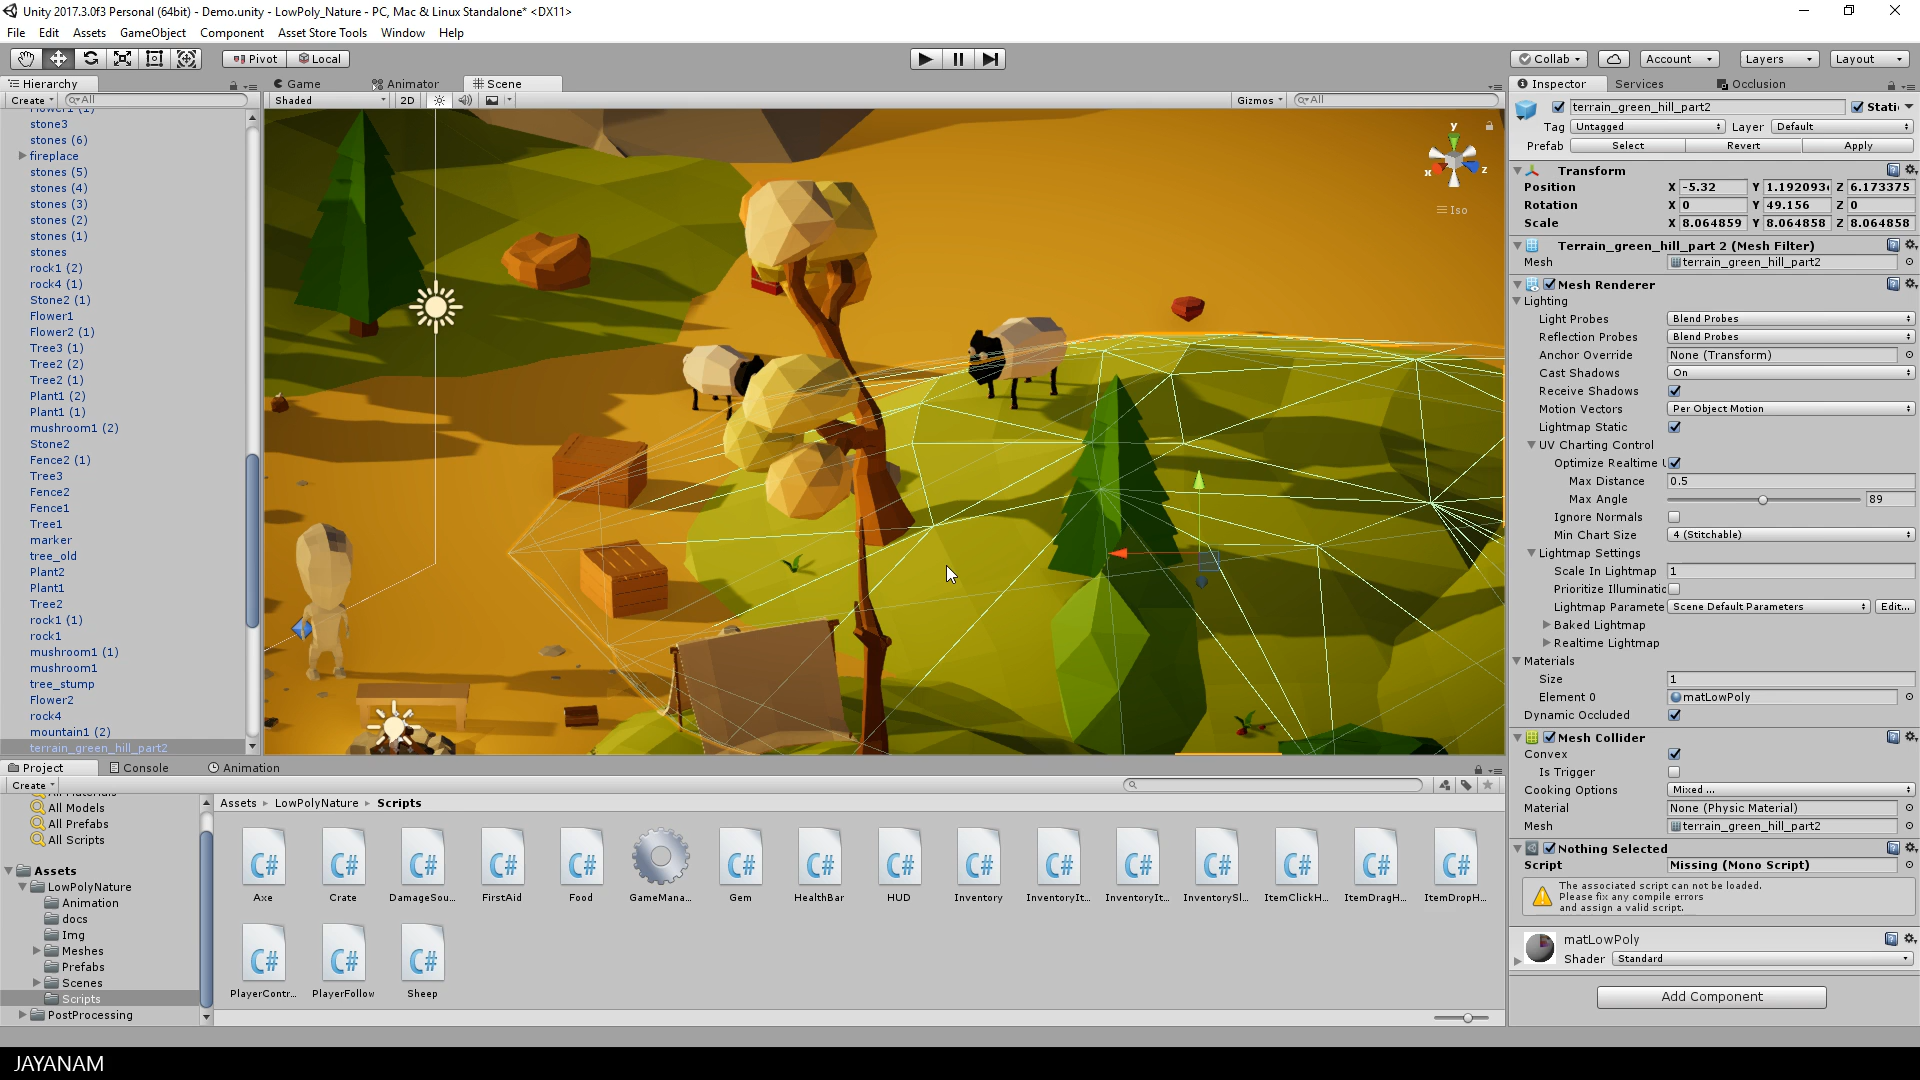 Unity 2017.3.0f3 Personal (64bit) - Demo.unity - LowPoly_Nature - PC, Mac & Linux Standalone* <DX11>
File Edit Assets GameObject Component Asset Store Tools Window Help
Pivot Local Collab Account Layers Layout
Hierarchy Game Animator Scene Inspector Services Occlusion
Create All Shaded 2D Gizmos All
stone3
stones (6)
fireplace
stones (5)
stones (4)
stones (3)
stones (2)
stones (1)
stones
rock1 (2)
rock4 (1)
Stone2 (1)
Flower1
Flower2 (1)
Tree3 (1)
Tree2 (2)
Tree2 (1)
Plant1 (2)
Plant1 (1)
mushroom1 (2)
Stone2
Fence2 (1)
Tree3
Fence2
Fence1
Tree1
marker
tree_old
Plant2
Plant1
Tree2
rock1 (1)
rock1
mushroom1 (1)
mushroom1
tree_stump
Flower2
rock4
mountain1 (2)
terrain_green_hill_part2
y
x z
Iso
terrain_green_hill_part2 Stati
Tag Untagged Layer Default
Prefab Select Revert Apply
Transform
Position X -5.32 Y 1.192093 Z 6.173375
Rotation X 0 Y 49.156 Z 0
Scale X 8.064859 Y 8.064858 Z 8.064858
Terrain_green_hill_part 2 (Mesh Filter)
Mesh terrain_green_hill_part2
Mesh Renderer
Lighting
Light Probes Blend Probes
Reflection Probes Blend Probes
Anchor Override None (Transform)
Cast Shadows On
Receive Shadows
Motion Vectors Per Object Motion
Lightmap Static
UV Charting Control
Optimize Realtime U
Max Distance 0.5
Max Angle 89
Ignore Normals
Min Chart Size 4 (Stitchable)
Lightmap Settings
Scale In Lightmap 1
Prioritize Illuminatic
Lightmap Paramete Scene Default Parameters Edit...
Baked Lightmap
Realtime Lightmap
Materials
Size 1
Element 0 matLowPoly
Dynamic Occluded
Mesh Collider
Convex
Is Trigger
Cooking Options Mixed ...
Material None (Physic Material)
Mesh terrain_green_hill_part2
Nothing Selected
Script Missing (Mono Script)
The associated script can not be loaded.
Please fix any compile errors
and assign a valid script.
matLowPoly
Shader Standard
Add Component
Project Console Animation
Create
All Models
All Prefabs
All Scripts
Assets
LowPolyNature
Animation
docs
Img
Meshes
Prefabs
Scenes
Scripts
PostProcessing
Assets LowPolyNature Scripts
C# C# C# C# C# C# C# C# C# C# C# C# C# C# C#
Axe Crate DamageSou... FirstAid Food GameMana... Gem HealthBar HUD Inventory InventoryIt... InventoryIt... InventorySl... ItemClickH... ItemDragH... ItemDropH...
C# C# C#
PlayerContr... PlayerFollow Sheep
JAYANAM